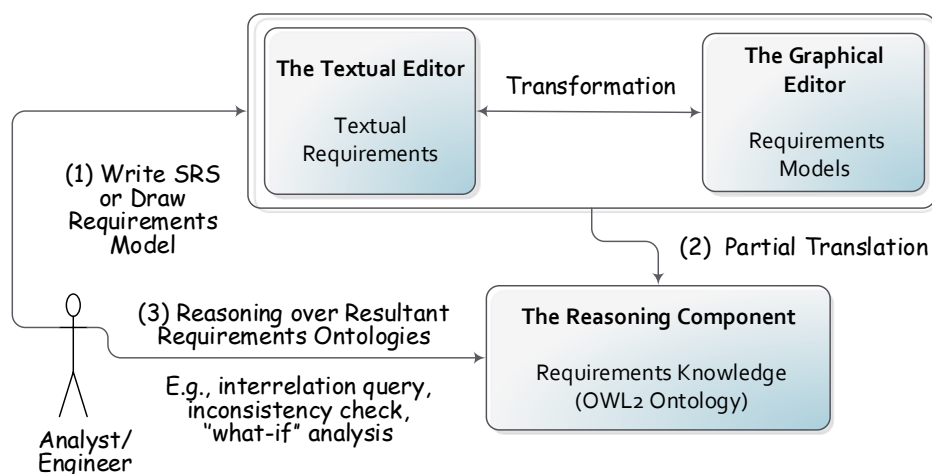 The Textual Editor
Textual
Requirements
Transformation
The Graphical
Editor
Requirements
Models
(1) Write SRS
or Draw
Requirements
Model
(2) Partial Translation
(3) Reasoning over Resultant
Requirements Ontologies
E.g., interrelation query,
inconsistency check,
"what-if" analysis
The Reasoning Component
Requirements Knowledge
(OWL2 Ontology)
Analyst/
Engineer